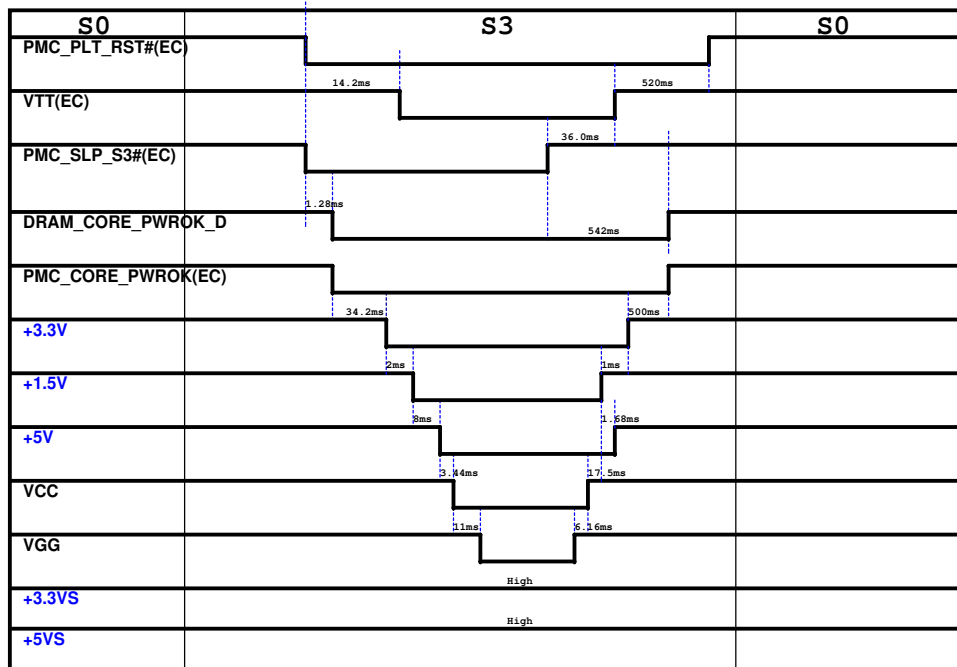 S0 S3 S0
PMC_PLT_RST#(EC)
14.2ms 520ms
VTT(EC)
36.0ms
PMC_SLP_S3#(EC)
1.28ms
DRAM_CORE_PWROK_D
542ms
PMC_CORE_PWROK(EC)
34.2ms 500ms
+3.3V
2ms 1ms
+1.5V
8ms 1.68ms
+5V
3.44ms 17.5ms
VCC
11ms 6.16ms
VGG
High
+3.3VS
High
+5VS